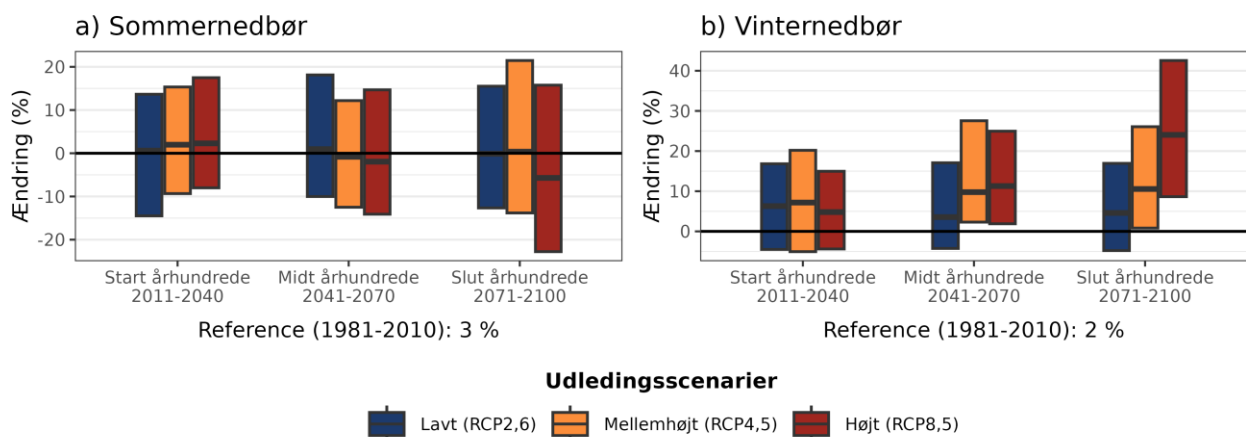 a) Sommernedbør
Ændring (%)
20
10
0
-10
-20
Start århundrede
2011-2040
Midt århundrede
2041-2070
Slut århundrede
2071-2100
Reference (1981-2010): 3 %
b) Vinternedbør
Ændring (%)
40
30
20
10
0
Start århundrede
2011-2040
Midt århundrede
2041-2070
Slut århundrede
2071-2100
Reference (1981-2010): 2 %
Udledingsscenarier
Lavt (RCP2,6)
Mellemhøjt (RCP4,5)
Højt (RCP8,5)